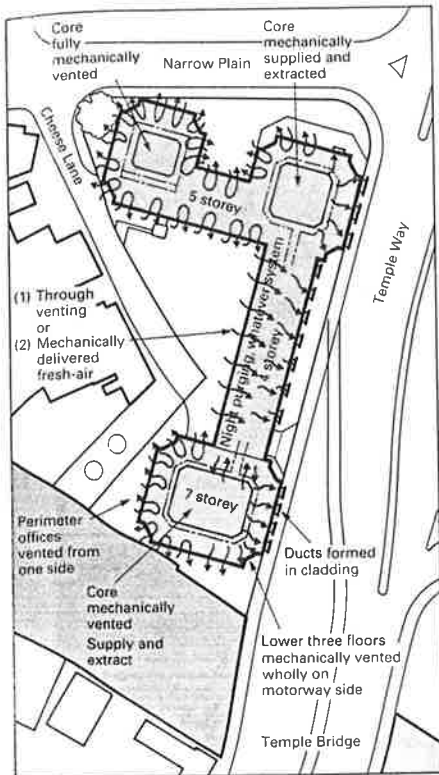 Core
fully
mechanically
vented
Narrow Plain
Core
mechanically
supplied and
extracted
Cheese Lane
5 storey
Temple Way
(1) Through
venting
or
(2) Mechanically
delivered
fresh-air
Night purging, whatever system
storey
7 storey
Perimeter
offices
vented from
one side
Ducts formed
in cladding
Core
mechanically
vented
Supply and
extract
Lower three floors
mechanically vented
wholly on
motorway side
Temple Bridge